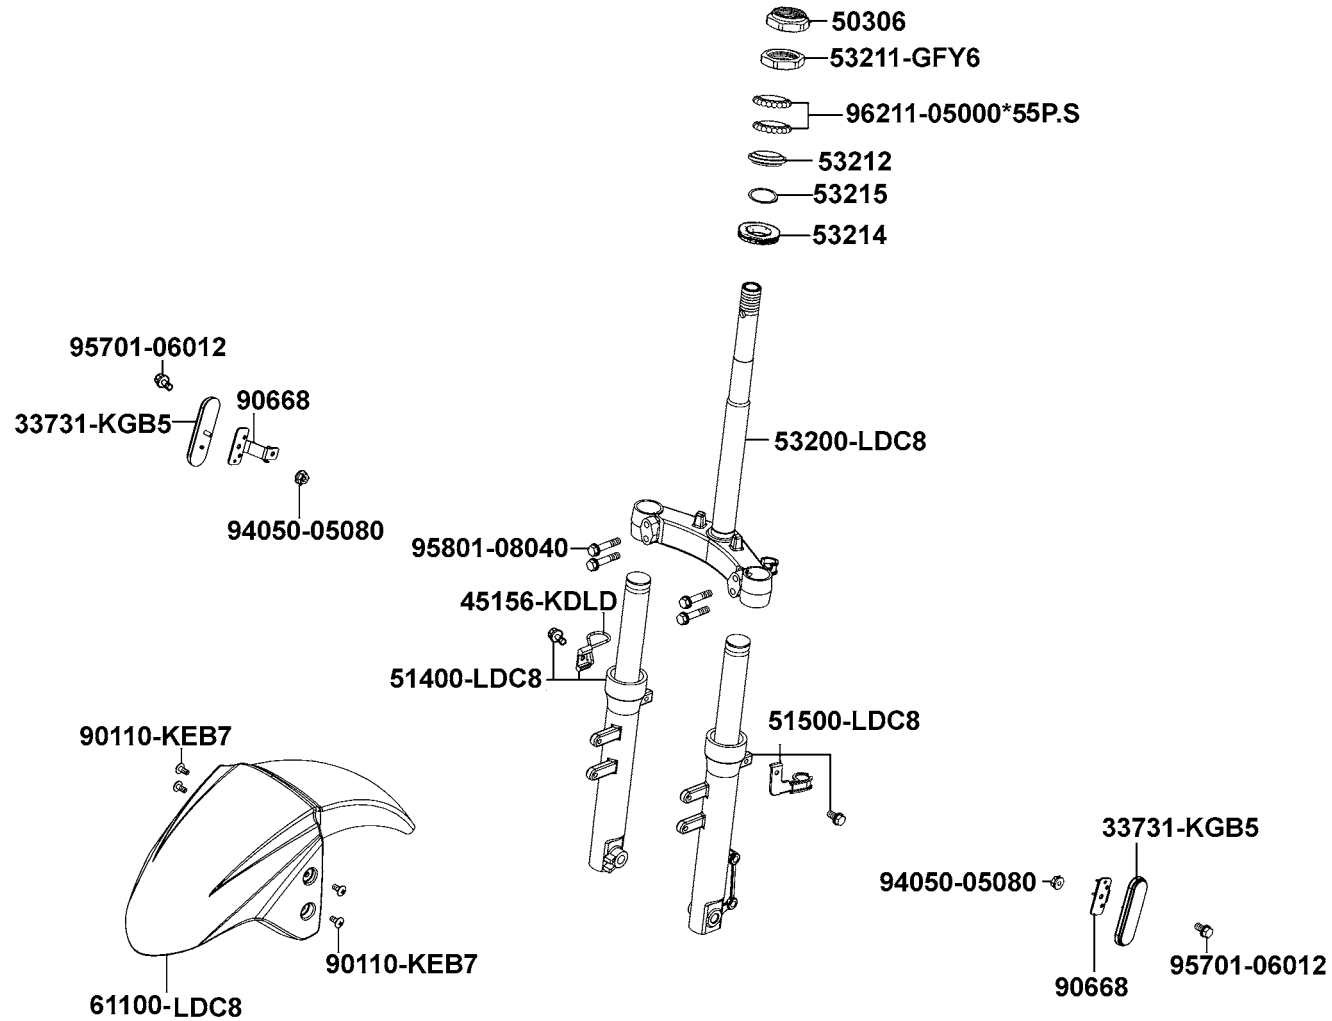 50306
53211-GFY6
96211-05000*55P.S
53212
53215
53214
95701-06012
90668
33731-KGB5
53200-LDC8
94050-05080
95801-08040
45156-KDLD
51400-LDC8
51500-LDC8
90110-KEB7
33731-KGB5
94050-05080
90110-KEB7
95701-06012
90668
61100-LDC8